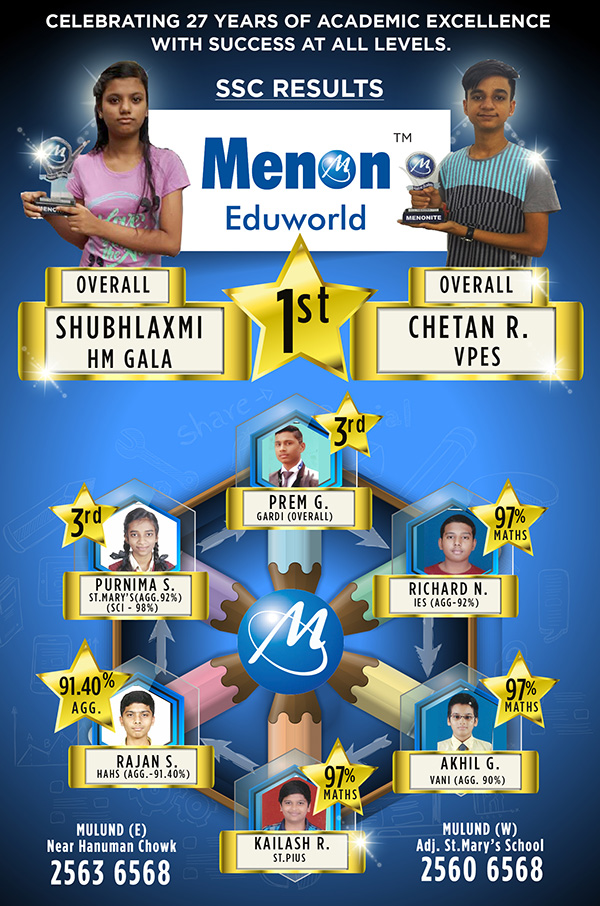 CELEBRATING 27 YEARS OF ACADEMIC EXCELLENCE
WITH SUCCESS AT ALL LEVELS.
SSC RESULTS
Menon TM
Eduworld
MENONITE
OVERALL
SHUBHLAXMI
HM GALA
1st
OVERALL
CHETAN R.
VPES
3rd
PREM G.
GARDI (OVERALL)
3rd
PURNIMA S.
ST.MARY'S(AGG.92%)
(SCI - 98%)
97%
MATHS
RICHARD N.
IES (AGG-92%)
M
91.40%
AGG.
RAJAN S.
HAHS (AGG.-91.40%)
97%
MATHS
AKHIL G.
VANI (AGG. 90%)
97%
MATHS
KAILASH R.
ST.PIUS
MULUND (E)
Near Hanuman Chowk
2563 6568
MULUND (W)
Adj. St.Mary's School
2560 6568